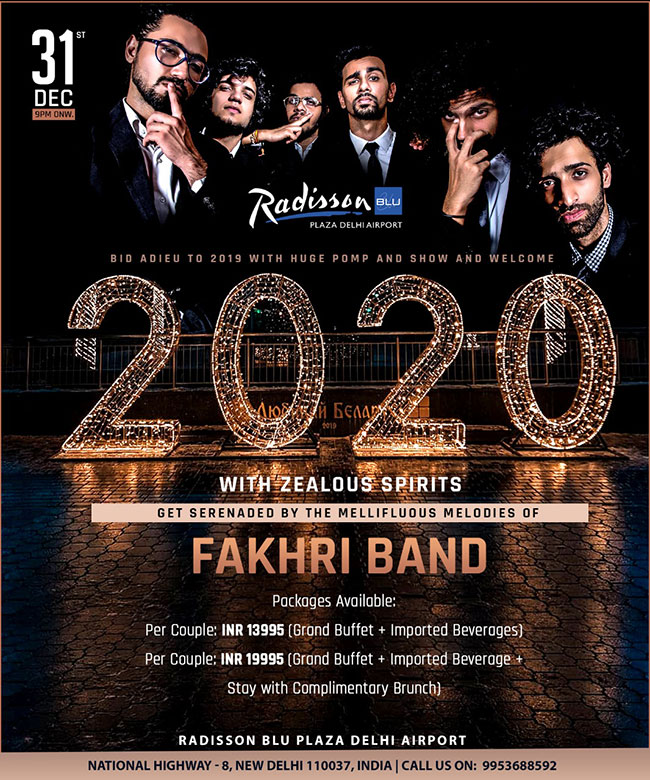 31ST
DEC
9PM ONW.
Radisson BLU
PLAZA DELHI AIRPORT
BID ADIEU TO 2019 WITH HUGE POMP AND SHOW AND WELCOME
2020
2019
WITH ZEALOUS SPIRITS
GET SERENADED BY THE MELLIFLUOUS MELODIES OF
FAKHRI BAND
Packages Available:
Per Couple: INR 13995 (Grand Buffet + Imported Beverages)
Per Couple: INR 19995 (Grand Buffet + Imported Beverage +
Stay with Complimentary Brunch)
RADISSON BLU PLAZA DELHI AIRPORT
NATIONAL HIGHWAY - 8, NEW DELHI 110037, INDIA | CALL US ON: 9953688592